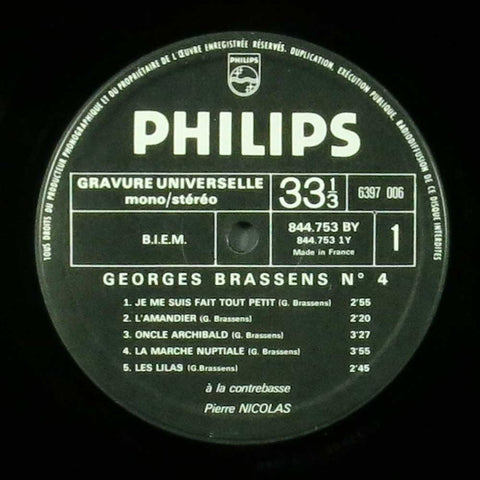 TOUS DROITS DU PRODUCTEUR PHONOGRAPHIQUE ET DU PROPRIÉTAIRE DE L'ŒUVRE ENREGISTRÉE RÉSERVÉS. DUPLICATION, EXÉCUTION PUBLIQUE, RADIODIFFUSION DE CE DISQUE INTERDITES
PHILIPS
PHILIPS
GRAVURE UNIVERSELLE
mono/stéréo
33 1/3
6397 006
B.I.E.M.
844.753 BY
844.753 1Y
Made in France
1
GEORGES BRASSENS N° 4
1. JE ME SUIS FAIT TOUT PETIT (G. Brassens) 2'55
2. L'AMANDIER (G. Brassens) 2'20
3. ONCLE ARCHIBALD (G. Brassens) 3'27
4. LA MARCHE NUPTIALE (G. Brassens) 3'55
5. LES LILAS (G.Brassens) 2'45
à la contrebasse
Pierre NICOLAS